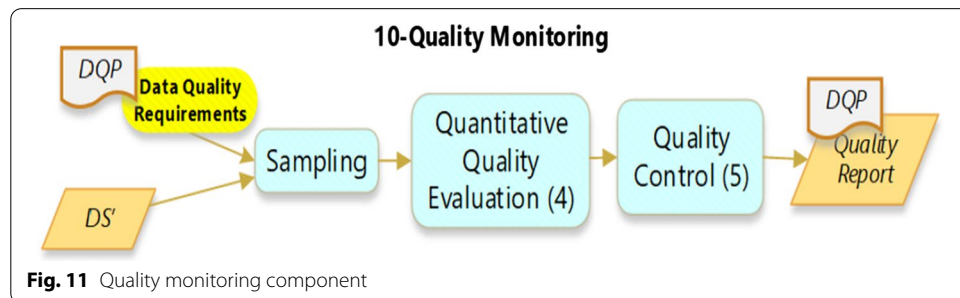 10-Quality Monitoring
DQP
Data Quality
Requirements
DS'
Sampling
Quantitative
Quality
Evaluation (4)
Quality
Control (5)
DQP
Quality
Report
Fig. 11 Quality monitoring component